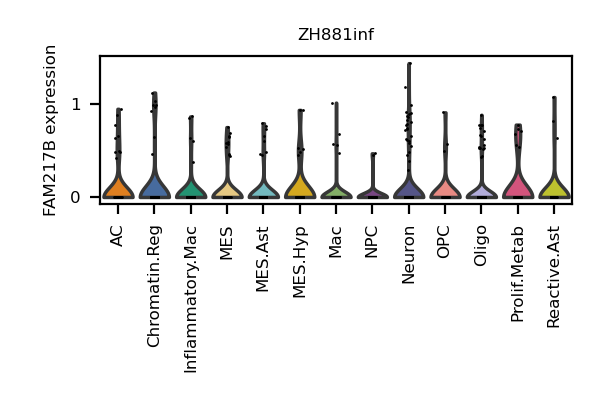 ZH881inf
FAM217B expression
1
0
AC
Chromatin.Reg
Inflammatory.Mac
MES
MES.Ast
MES.Hyp
Mac
NPC
Neuron
OPC
Oligo
Prolif.Metab
Reactive.Ast